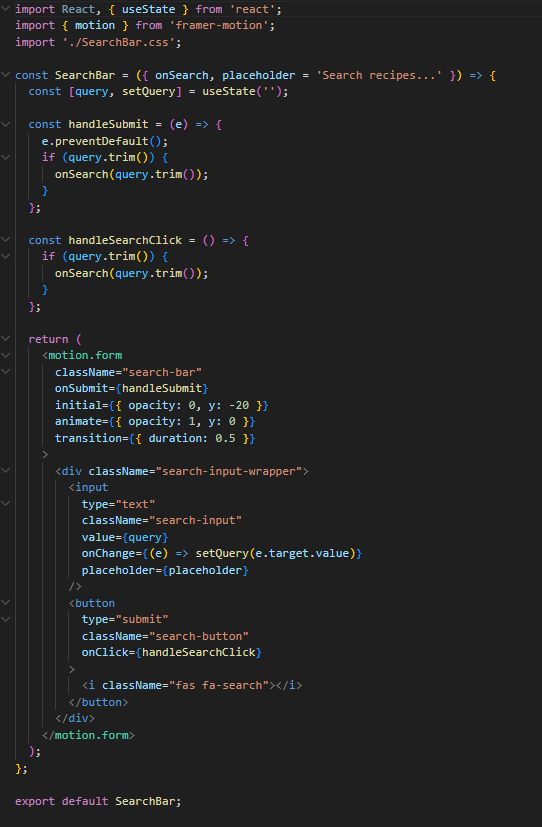 import React, { useState } from 'react';
import { motion } from 'framer-motion';
import './SearchBar.css';

const SearchBar = ({ onSearch, placeholder = 'Search recipes...' }) => {
  const [query, setQuery] = useState('');

  const handleSubmit = (e) => {
    e.preventDefault();
    if (query.trim()) {
      onSearch(query.trim());
    }
  };

  const handleSearchClick = () => {
    if (query.trim()) {
      onSearch(query.trim());
    }
  };

  return (
    <motion.form
      className="search-bar"
      onSubmit={handleSubmit}
      initial={{ opacity: 0, y: -20 }}
      animate={{ opacity: 1, y: 0 }}
      transition={{ duration: 0.5 }}
    >
      <div className="search-input-wrapper">
        <input
          type="text"
          className="search-input"
          value={query}
          onChange={(e) => setQuery(e.target.value)}
          placeholder={placeholder}
        />
        <button
          type="submit"
          className="search-button"
          onClick={handleSearchClick}
        >
          <i className="fas fa-search"></i>
        </button>
      </div>
    </motion.form>
  );
};

export default SearchBar;